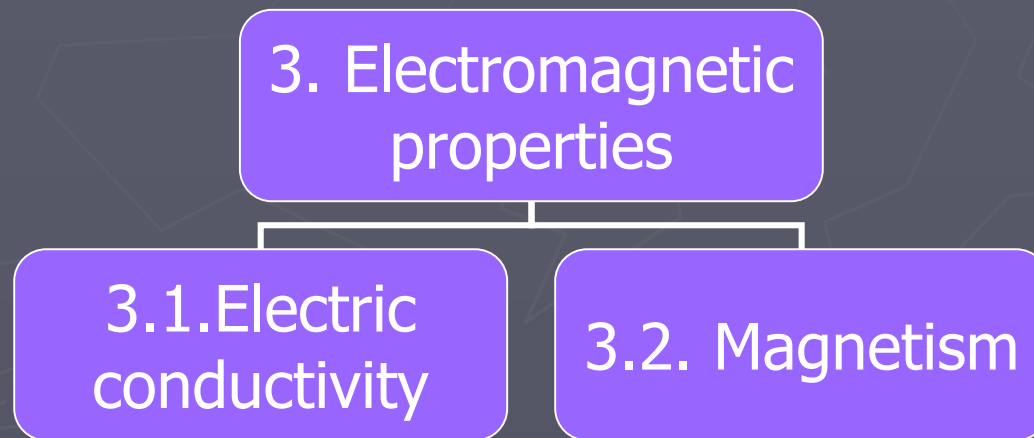 3. Electromagnetic
properties
3.1.Electric
conductivity
3.2. Magnetism